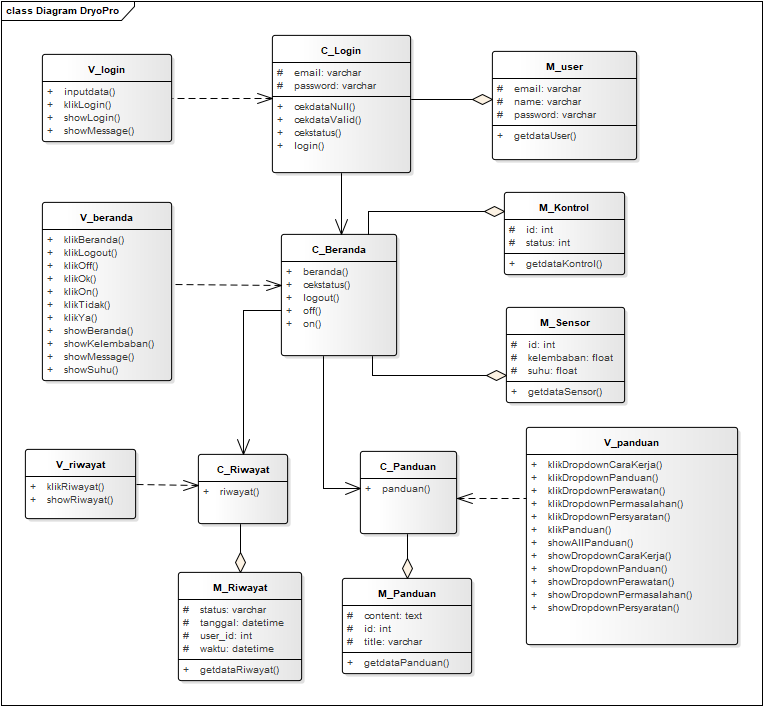 class Diagram DryoPro
V_login
+ inputdata()
+ klikLogin()
+ showLogin()
+ showMessage()
C_Login
# email: varchar
# password: varchar
+ cekdataNull()
+ cekdataValid()
+ cekstatus()
+ login()
M_user
# email: varchar
# name: varchar
# password: varchar
+ getdataUser()
V_beranda
+ klikBeranda()
+ klikLogout()
+ klikOff()
+ klikOk()
+ klikOn()
+ klikTidak()
+ klikYa()
+ showBeranda()
+ showKelembaban()
+ showMessage()
+ showSuhu()
C_Beranda
+ beranda()
+ cekstatus()
+ logout()
+ off()
+ on()
M_Kontrol
# id: int
# status: int
+ getdataKontrol()
M_Sensor
# id: int
# kelembaban: float
# suhu: float
+ getdataSensor()
V_riwayat
+ klikRiwayat()
+ showRiwayat()
C_Riwayat
+ riwayat()
C_Panduan
+ panduan()
V_panduan
+ klikDropdownCaraKerja()
+ klikDropdownPanduan()
+ klikDropdownPerawatan()
+ klikDropdownPermasalahan()
+ klikDropdownPersyaratan()
+ klikPanduan()
+ showAllPanduan()
+ showDropdownCaraKerja()
+ showDropdownPanduan()
+ showDropdownPerawatan()
+ showDropdownPermasalahan()
+ showDropdownPersyaratan()
M_Riwayat
# status: varchar
# tanggal: datetime
# user_id: int
# waktu: datetime
+ getdataRiwayat()
M_Panduan
# content: text
# id: int
# title: varchar
+ getdataPanduan()